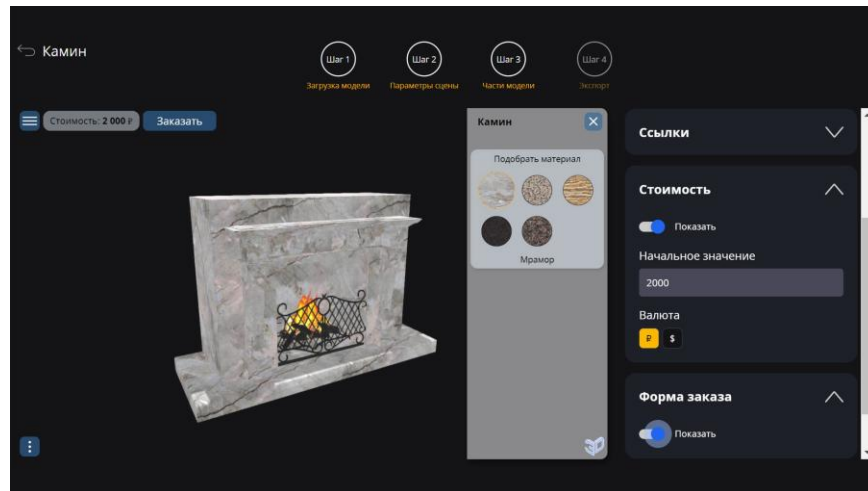 Камин
Шаг 1
Шаг 2
Шаг 3
Шаг 4
Загрузка модели
Параметры сцены
Части модели
Экспорт
Стоимость: 2 000 ₽
Заказать
Камин
Подобрать материал
Мрамор
Ссылки
Стоимость
Показать
Начальное значение
2000
Валюта
₽ $
Форма заказа
Показать
3D